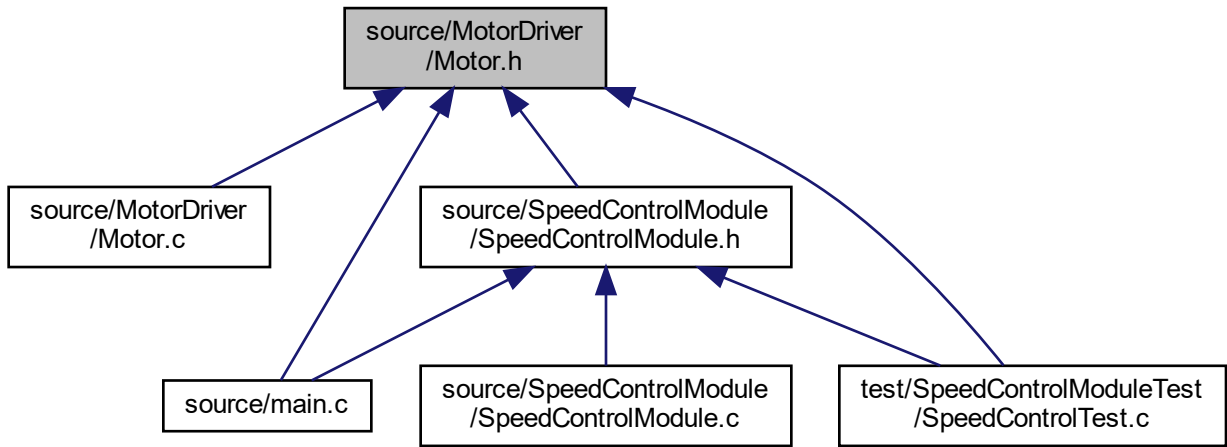 source/MotorDriver
/Motor.h
source/MotorDriver
/Motor.c
source/SpeedControlModule
/SpeedControlModule.h
source/main.c
source/SpeedControlModule
/SpeedControlModule.c
test/SpeedControlModuleTest
/SpeedControlTest.c